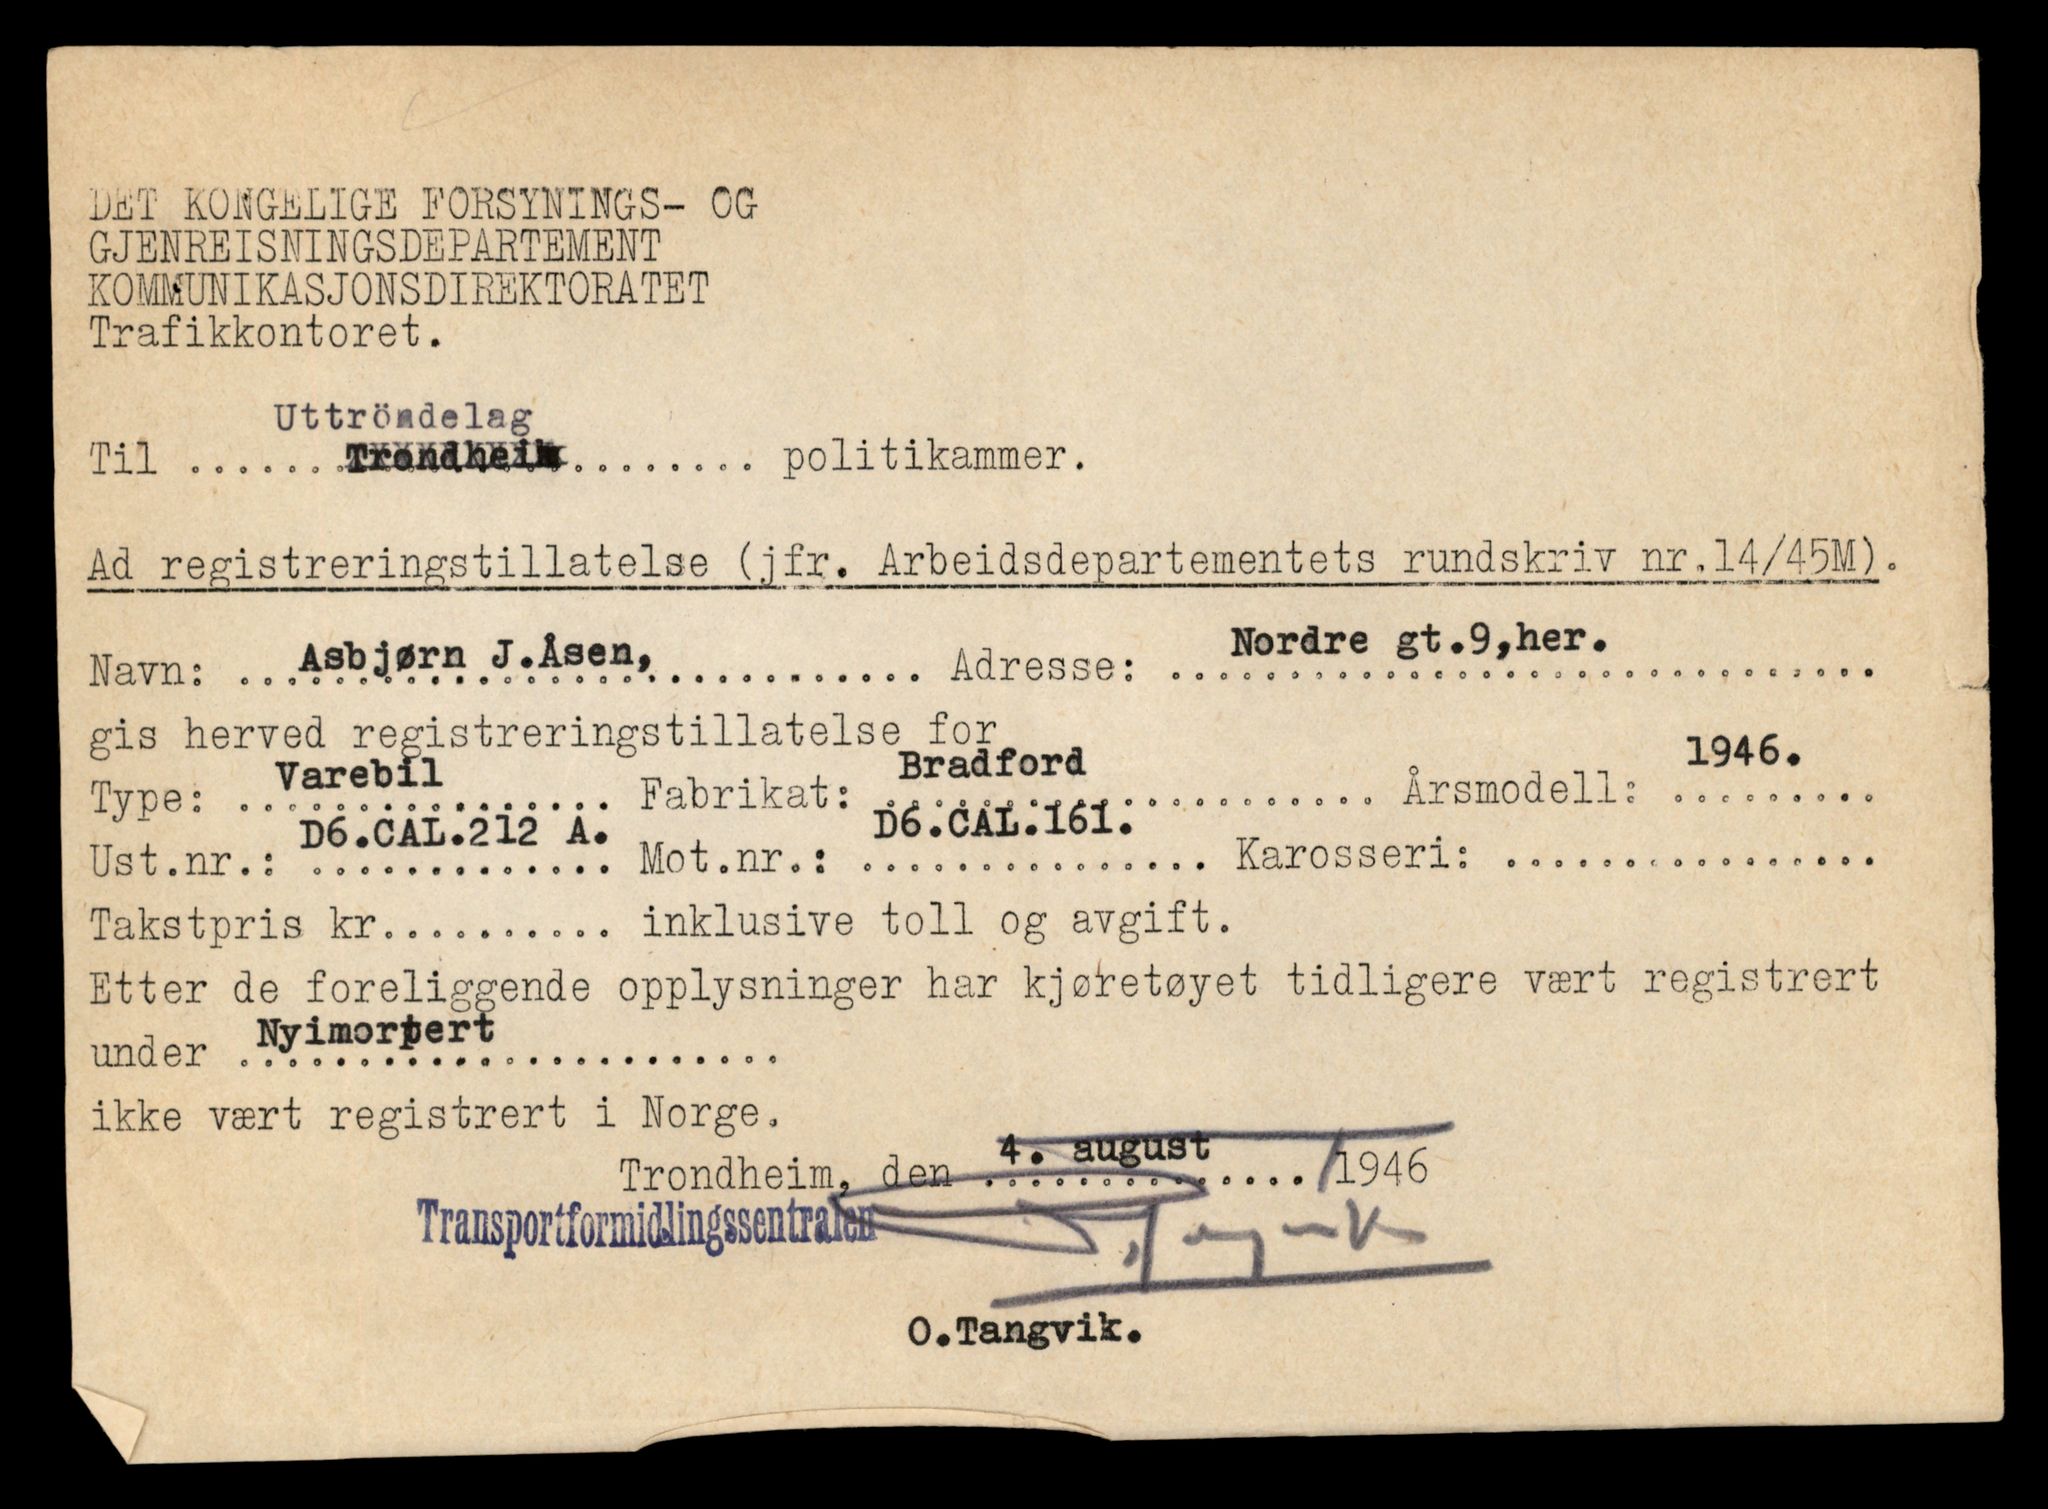 DET KONGELIGE FORSYNINGS- OG
GJENREISNINGSDEPARTEMENT
KOMMUNIKASJONSDIREKTORATET
Trafikkontoret.
Uttröndelag
Til ......Trondheim........ politikammer.
Ad registreringstillatelse (jfr. Arbeidsdepartementets rundskriv nr.14/45M).
Navn: Asbjørn J.Åsen, Adresse: Nordre gt.9,her.
gis herved registreringstillatelse for
Type: Varebil Fabrikat: Bradford Årsmodell: 1946.
Ust.nr.: D6.CAL.212 A. Mot.nr.: D6.CAL.161. Karosseri: ................
Takstpris kr.......... inklusive toll og avgift.
Etter de foreliggende opplysninger har kjøretøyet tidligere vært registrert
under Nyimorpert
ikke vært registrert i Norge.
Trondheim, den 4. august 1946
Transportformidlingssentralen
O.Tangvik.